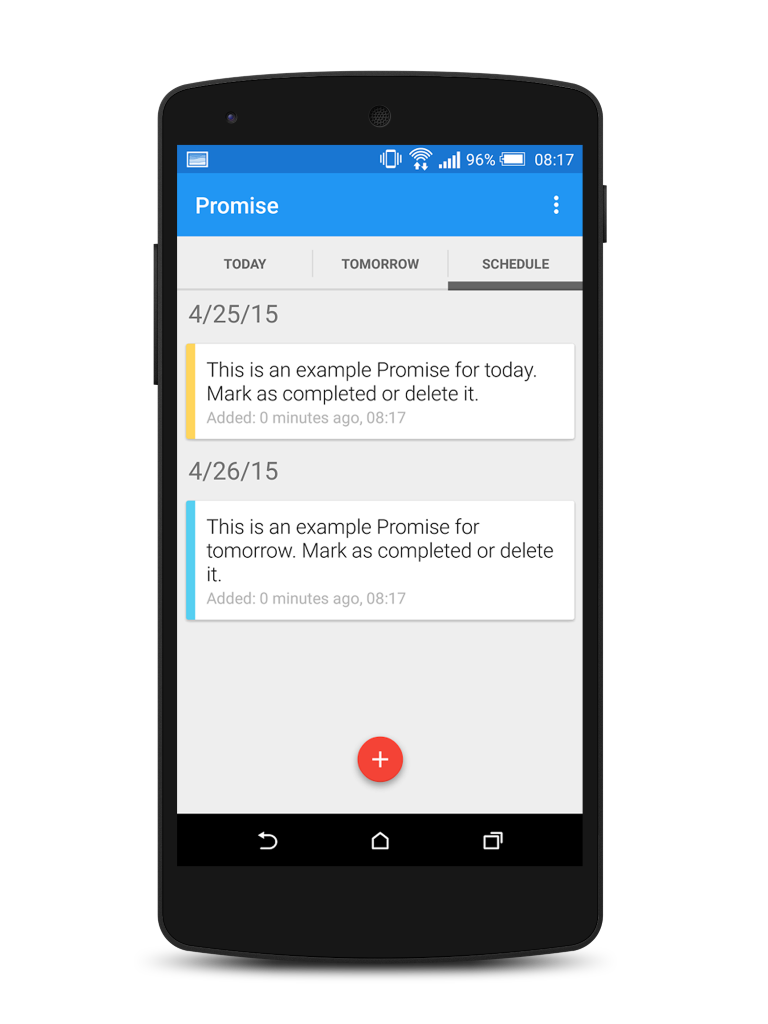 96% 08:17
Promise
TODAY TOMORROW SCHEDULE
4/25/15
This is an example Promise for today.
Mark as completed or delete it.
Added: 0 minutes ago, 08:17
4/26/15
This is an example Promise for
tomorrow. Mark as completed or delete
it.
Added: 0 minutes ago, 08:17